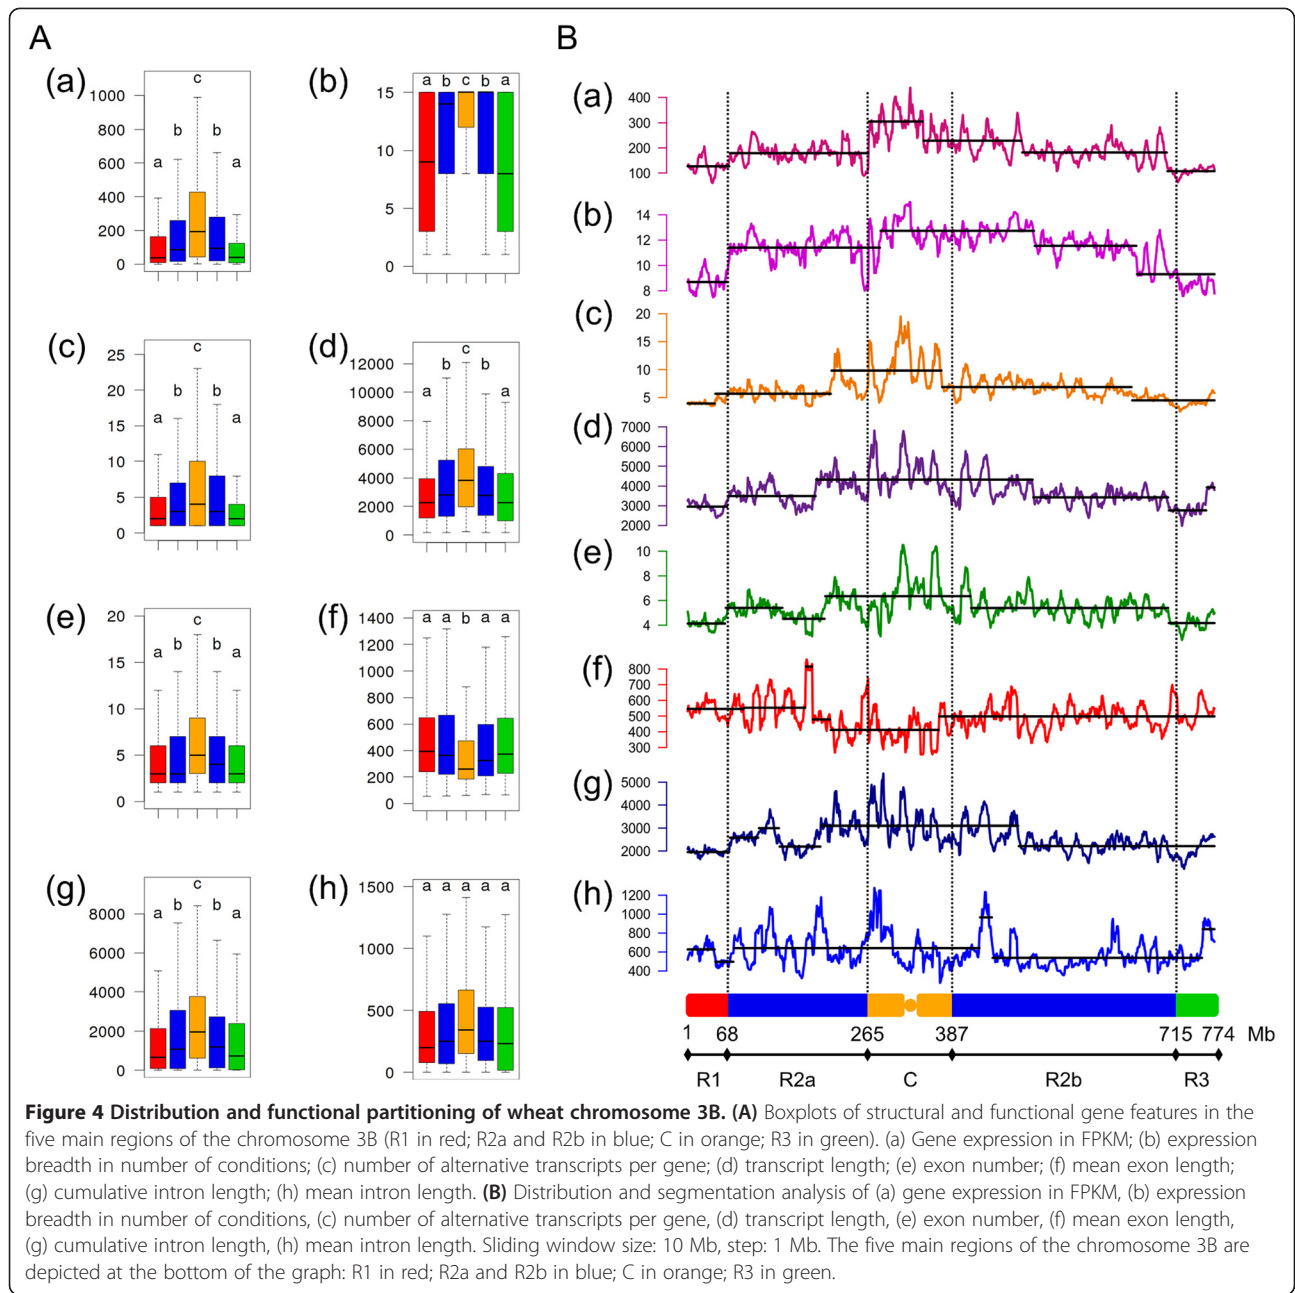 A
(a)
1000
800
600
400
200
0
a
b
c
b
a
(b)
15
10
5
0
a b c b a
(c)
25
20
15
10
5
0
a
b
c
b
a
(d)
12000
10000
8000
6000
4000
2000
0
a
b
c
b
a
(e)
20
15
10
5
0
a
b
c
b
a
(f)
1400
1200
1000
800
600
400
200
0
a a b a a
(g)
8000
6000
4000
2000
0
a
b
c
b
a
(h)
1500
1000
500
0
a a a a a
B
(a)
400
300
200
100
(b)
14
12
10
8
(c)
20
15
10
5
(d)
7000
6000
5000
4000
3000
2000
(e)
10
8
6
4
(f)
800
700
600
500
400
300
(g)
5000
4000
3000
2000
(h)
1200
1000
800
600
400
1 68 265 387 715 774 Mb
R1 R2a C R2b R3
Figure 4 Distribution and functional partitioning of wheat chromosome 3B. (A) Boxplots of structural and functional gene features in the
five main regions of the chromosome 3B (R1 in red; R2a and R2b in blue; C in orange; R3 in green). (a) Gene expression in FPKM; (b) expression
breadth in number of conditions; (c) number of alternative transcripts per gene; (d) transcript length; (e) exon number; (f) mean exon length;
(g) cumulative intron length; (h) mean intron length. (B) Distribution and segmentation analysis of (a) gene expression in FPKM, (b) expression
breadth in number of conditions, (c) number of alternative transcripts per gene, (d) transcript length, (e) exon number, (f) mean exon length,
(g) cumulative intron length, (h) mean intron length. Sliding window size: 10 Mb, step: 1 Mb. The five main regions of the chromosome 3B are
depicted at the bottom of the graph: R1 in red; R2a and R2b in blue; C in orange; R3 in green.